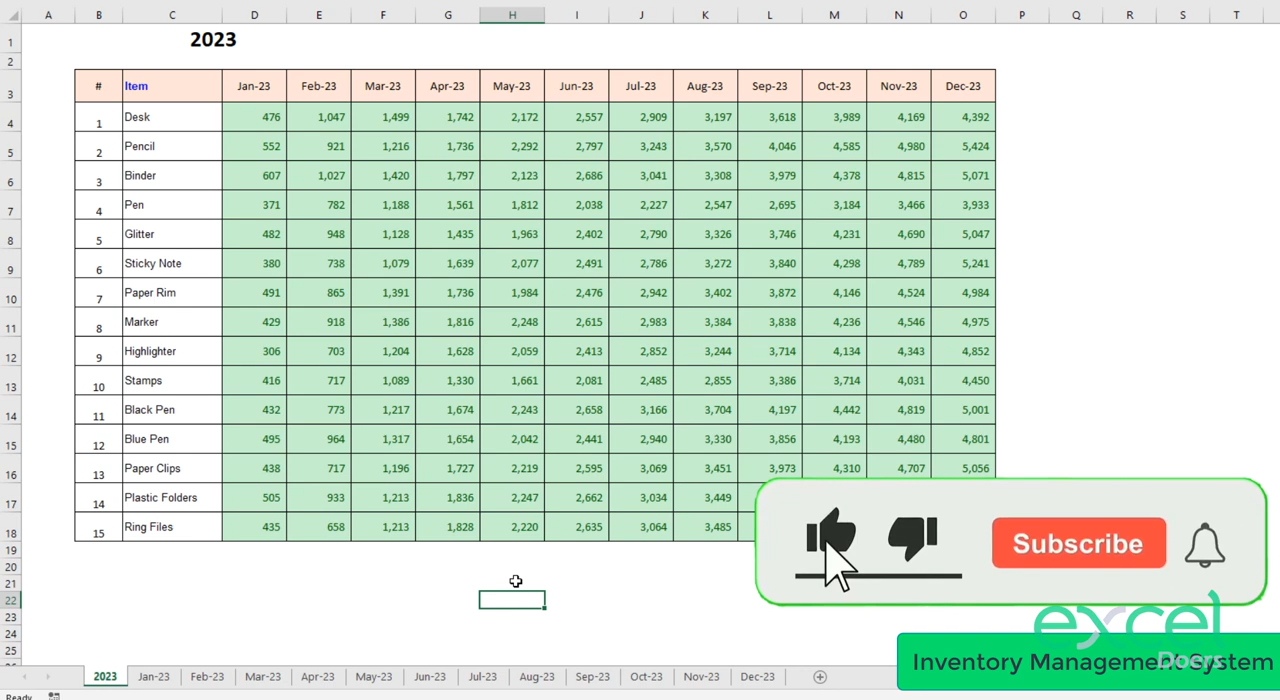 A B C D E F G H I J K L M N O P Q R S T
1 2023
2
3 # Item Jan-23 Feb-23 Mar-23 Apr-23 May-23 Jun-23 Jul-23 Aug-23 Sep-23 Oct-23 Nov-23 Dec-23
4 1 Desk 476 1,047 1,499 1,742 2,172 2,557 2,909 3,197 3,618 3,989 4,169 4,392
5 2 Pencil 552 921 1,216 1,736 2,292 2,797 3,243 3,570 4,046 4,585 4,980 5,424
6 3 Binder 607 1,027 1,420 1,797 2,123 2,686 3,041 3,308 3,979 4,378 4,815 5,071
7 4 Pen 371 782 1,188 1,561 1,812 2,038 2,227 2,547 2,695 3,184 3,466 3,933
8 5 Glitter 482 948 1,128 1,435 1,963 2,402 2,790 3,326 3,746 4,231 4,690 5,047
9 6 Sticky Note 380 738 1,079 1,639 2,077 2,491 2,786 3,272 3,840 4,298 4,789 5,241
10 7 Paper Rim 491 865 1,391 1,736 1,984 2,476 2,942 3,402 3,872 4,146 4,524 4,984
11 8 Marker 429 918 1,386 1,816 2,248 2,615 2,983 3,384 3,838 4,236 4,546 4,975
12 9 Highlighter 306 703 1,204 1,628 2,059 2,413 2,852 3,244 3,714 4,134 4,343 4,852
13 10 Stamps 416 717 1,089 1,330 1,661 2,081 2,485 2,855 3,386 3,714 4,031 4,450
14 11 Black Pen 432 773 1,217 1,674 2,243 2,658 3,166 3,704 4,197 4,442 4,819 5,001
15 12 Blue Pen 495 964 1,317 1,654 2,042 2,441 2,940 3,330 3,856 4,193 4,480 4,801
16 13 Paper Clips 438 717 1,196 1,727 2,219 2,595 3,069 3,451 3,973 4,310 4,707 5,056
17 14 Plastic Folders 505 933 1,213 1,836 2,247 2,662 3,034 3,449
18 15 Ring Files 435 658 1,213 1,828 2,220 2,635 3,064 3,485
Subscribe
19
20
21
22
23
24
25
excel
Doers
Inventory Management System
2023 Jan-23 Feb-23 Mar-23 Apr-23 May-23 Jun-23 Jul-23 Aug-23 Sep-23 Oct-23 Nov-23 Dec-23
Ready